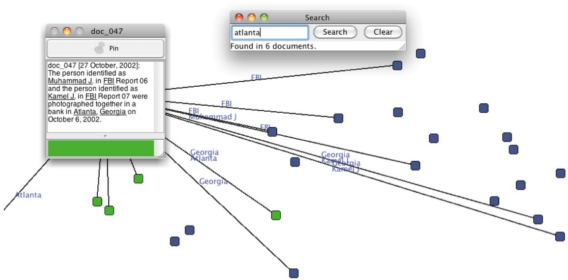 doc_047
Pin
doc_047 [27 October, 2002]:
The person identified as
Muhammad J. in FBI Report 06
and the person identified as
Kamel J. in FBI Report 07 were
photographed together in a
bank in Atlanta, Georgia on
October 6, 2002.
Search
atlanta
Search
Clear
Found in 6 documents.
FBI
FBI
FBI
Muhammad J
FBI
Georgia
Atlanta
Georgia
Georgia
Kamel J
Georgia
Atlanta